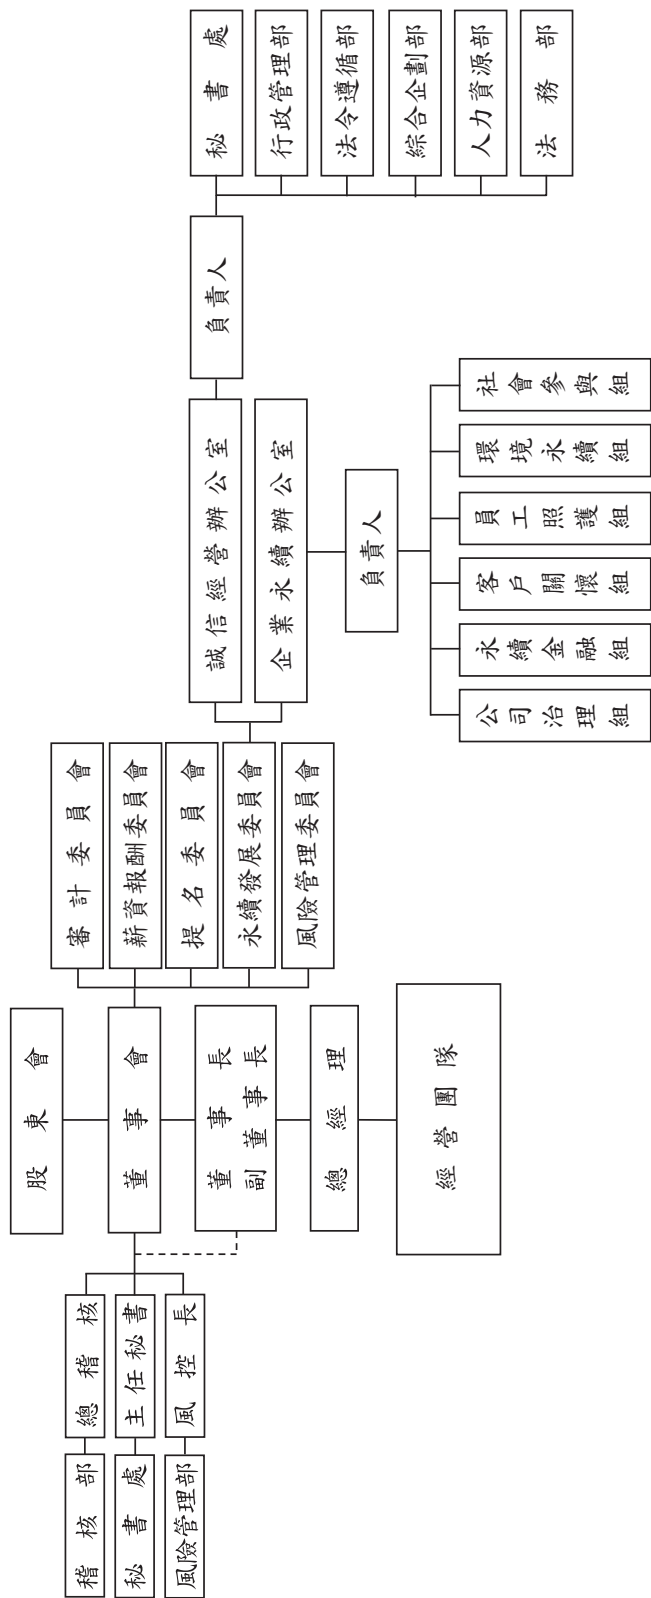 股東會
董事會
董事長
副董事長
總經理
經營團隊
總稽核
主任秘書
風控長
稽核部
秘書處
風險管理部
審計委員會
薪資報酬委員會
提名委員會
永續發展委員會
風險管理委員會
誠信經營辦公室
企業永續辦公室
負責人
秘書處
行政管理部
法令遵循部
綜合企劃部
人力資源部
法務部
負責人
公司治理組
永續金融組
客戶關懷組
員工照護組
環境永續組
社會參與組